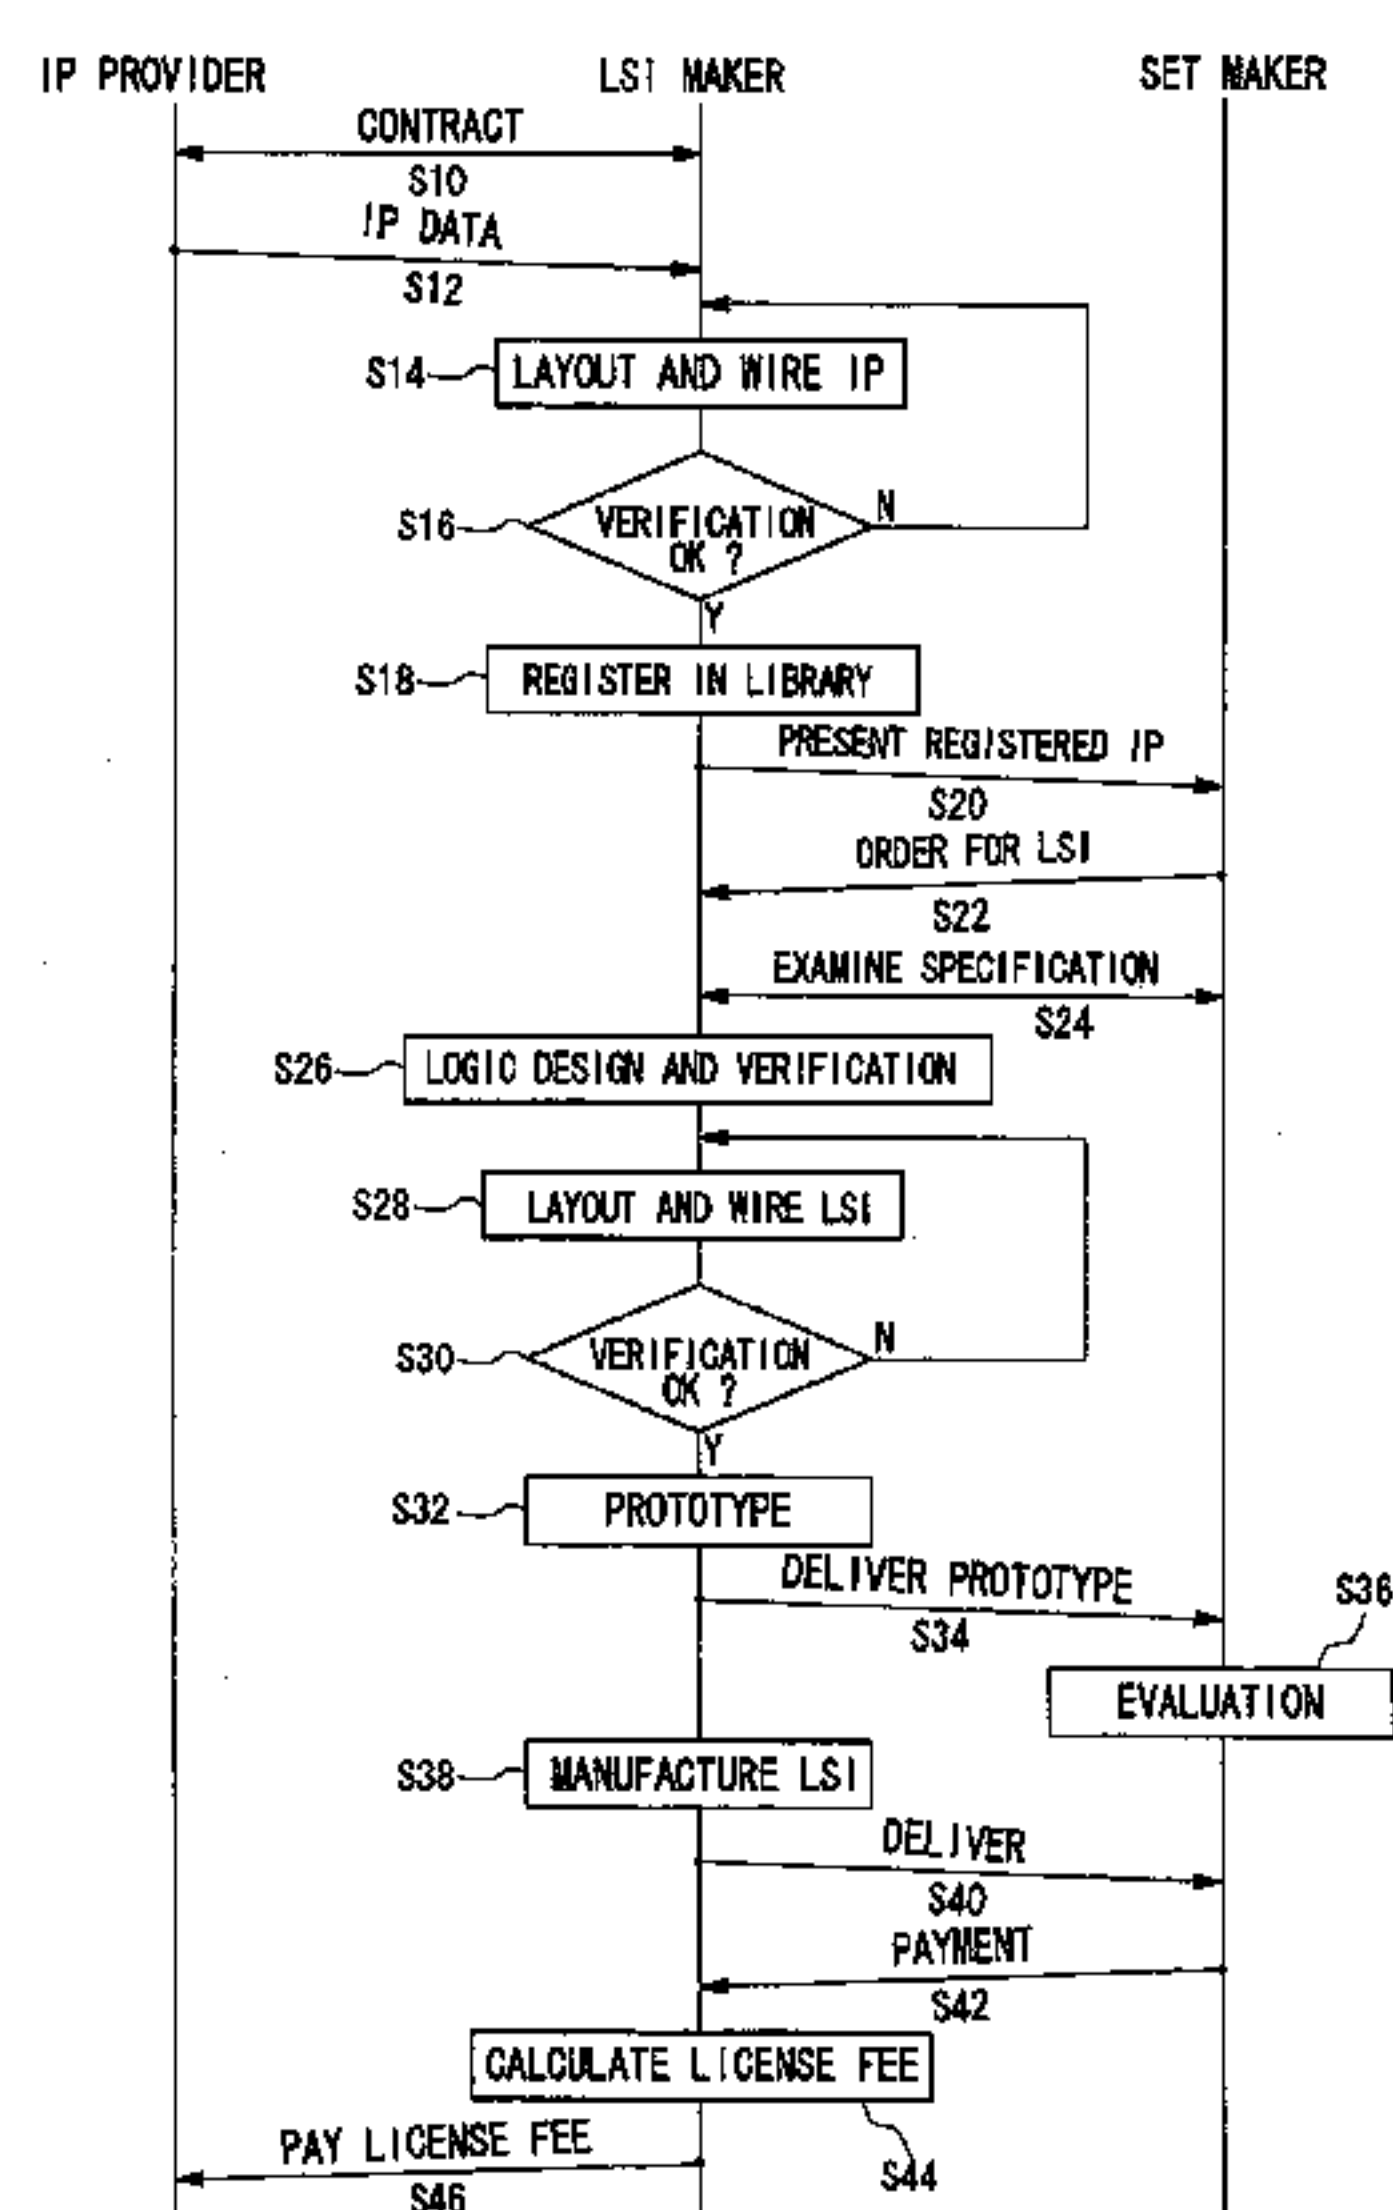 IP PROVIDER
LSI MAKER
SET MAKER
CONTRACT
S10
IP DATA
S12
S14
LAYOUT AND WIRE IP
S16
VERIFICATION
OK ?
N
Y
S18
REGISTER IN LIBRARY
PRESENT REGISTERED IP
S20
ORDER FOR LSI
S22
EXAMINE SPECIFICATION
S24
S26
LOGIC DESIGN AND VERIFICATION
S28
LAYOUT AND WIRE LSI
S30
VERIFICATION
OK ?
N
Y
S32
PROTOTYPE
DELIVER PROTOTYPE
S34
S36
EVALUATION
S38
MANUFACTURE LSI
DELIVER
S40
PAYMENT
S42
CALCULATE LICENSE FEE
S44
PAY LICENSE FEE
S46